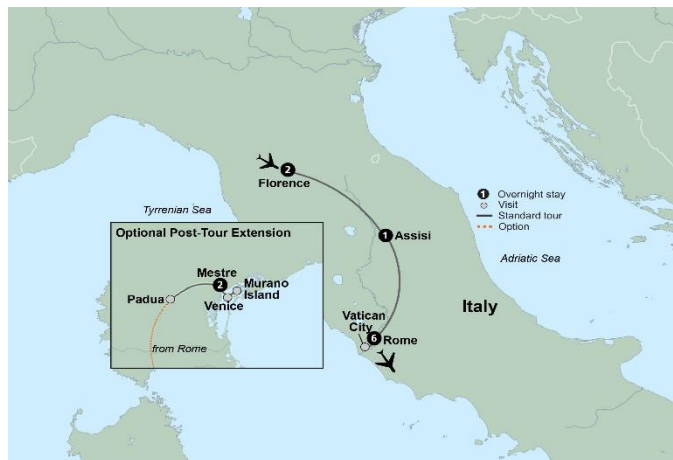 2
Florence
Tyrrenian Sea
1 Overnight stay
Visit
Standard tour
Option
Optional Post-Tour Extension
1 Assisi
Adriatic Sea
Mestre
2
Murano
Island
Padua
Venice
Italy
Vatican
City
6 Rome
from Rome